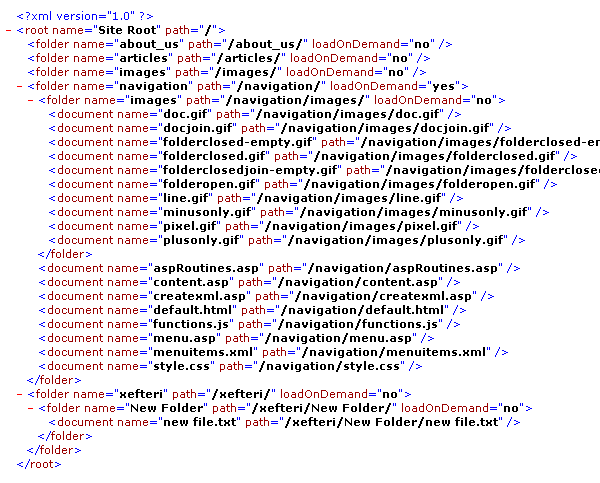 <?xml version="1.0" ?>
- <root name="Site Root" path="/">
<folder name="about_us" path="/about_us/" loadOnDemand="no" />
<folder name="articles" path="/articles/" loadOnDemand="no" />
<folder name="images" path="/images/" loadOnDemand="no" />
- <folder name="navigation" path="/navigation/" loadOnDemand="yes">
- <folder name="images" path="/navigation/images/" loadOnDemand="no">
<document name="doc.gif" path="/navigation/images/doc.gif" />
<document name="docjoin.gif" path="/navigation/images/docjoin.gif" />
<document name="folderclosed-empty.gif" path="/navigation/images/folderclosed-e
<document name="folderclosed.gif" path="/navigation/images/folderclosed.gif" />
<document name="folderclosedjoin-empty.gif" path="/navigation/images/folderclose
<document name="folderopen.gif" path="/navigation/images/folderopen.gif" />
<document name="line.gif" path="/navigation/images/line.gif" />
<document name="minusonly.gif" path="/navigation/images/minusonly.gif" />
<document name="pixel.gif" path="/navigation/images/pixel.gif" />
<document name="plusonly.gif" path="/navigation/images/plusonly.gif" />
</folder>
<document name="aspRoutines.asp" path="/navigation/aspRoutines.asp" />
<document name="content.asp" path="/navigation/content.asp" />
<document name="createxml.asp" path="/navigation/createxml.asp" />
<document name="default.html" path="/navigation/default.html" />
<document name="functions.js" path="/navigation/functions.js" />
<document name="menu.asp" path="/navigation/menu.asp" />
<document name="menuitems.xml" path="/navigation/menuitems.xml" />
<document name="style.css" path="/navigation/style.css" />
</folder>
- <folder name="xefteri" path="/xefteri/" loadOnDemand="no">
- <folder name="New Folder" path="/xefteri/New Folder/" loadOnDemand="no">
<document name="new file.txt" path="/xefteri/New Folder/new file.txt" />
</folder>
</folder>
</root>